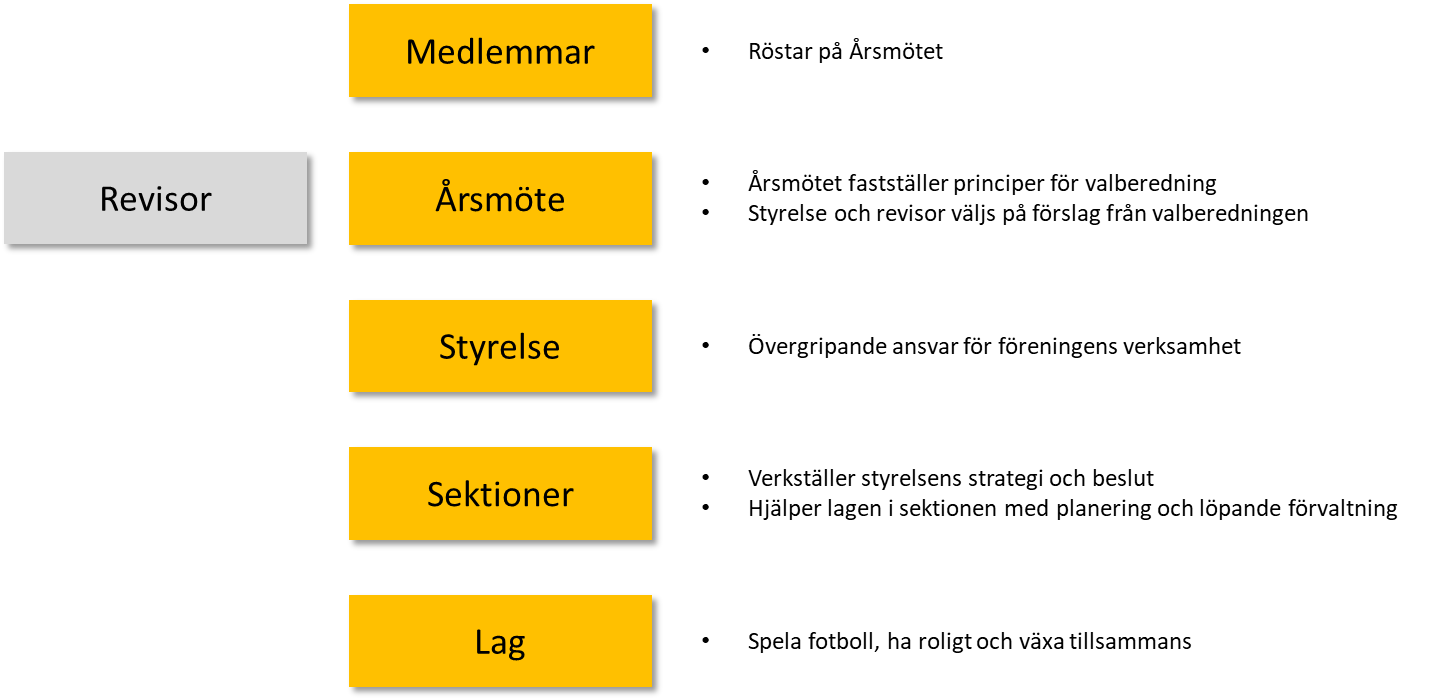 Medlemmar
• Röstar på Årsmötet
Revisor
Årsmöte
• Årsmötet fastställer principer för valberedning
• Styrelse och revisor väljs på förslag från valberedningen
Styrelse
• Övergripande ansvar för föreningens verksamhet
Sektioner
• Verkställer styrelsens strategi och beslut
• Hjälper lagen i sektionen med planering och löpande förvaltning
Lag
• Spela fotboll, ha roligt och växa tillsammans